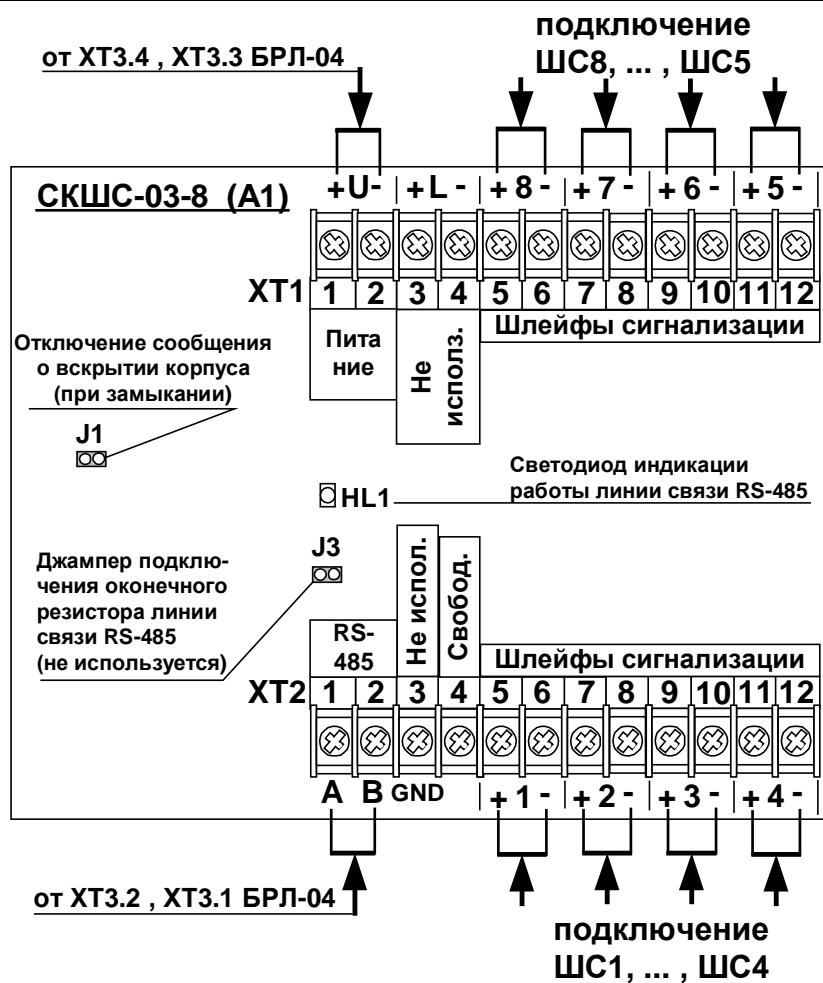 подключение
ШС8, ... , ШС5
от ХТ3.4 , ХТ3.3 БРЛ-04
СКШС-03-8 (А1)
+U- +L - + 8 - + 7 - + 6 - + 5 -
ХТ1 1 2 3 4 5 6 7 8 9 10 11 12
Пита
ние
Не
исполз.
Шлейфы сигнализации
Отключение сообщения
о вскрытии корпуса
(при замыкании)
J1
Светодиод индикации
работы линии связи RS-485
HL1
J3
Джампер подклю-
чения оконечного
резистора линии
связи RS-485
(не используется)
RS-
485
Не испол.
Свобод.
Шлейфы сигнализации
ХТ2 1 2 3 4 5 6 7 8 9 10 11 12
A B GND + 1 - + 2 - + 3 - + 4 -
от ХТ3.2 , ХТ3.1 БРЛ-04
подключение
ШС1, ... , ШС4